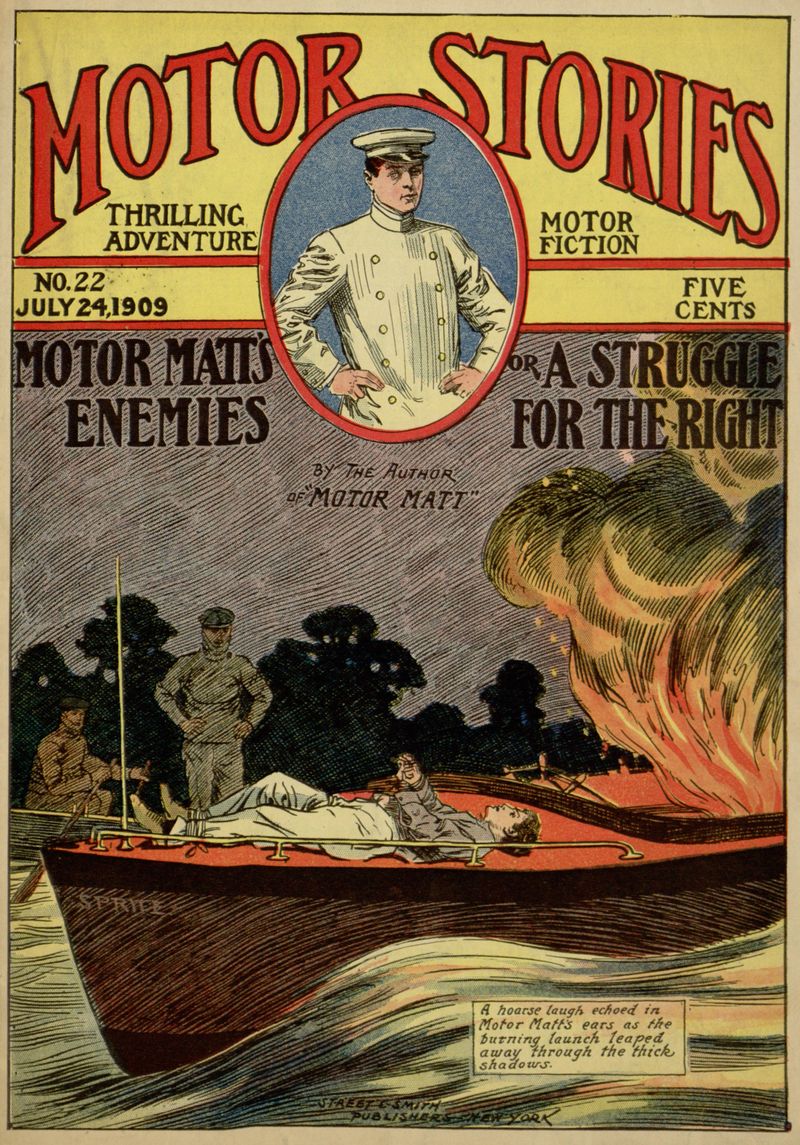 MOTOR STORIES
THRILLING
ADVENTURE
MOTOR
FICTION
NO. 22
JULY 24, 1909
FIVE
CENTS
MOTOR MATT'S
ENEMIES
OR A STRUGGLE
FOR THE RIGHT
BY THE AUTHOR
OF "MOTOR MATT"
SPRITE
A hoarse laugh echoed in
Motor Matt's ears as the
burning launch leaped
away through the thick
shadows.
STREET & SMITH
PUBLISHERS NEW YORK